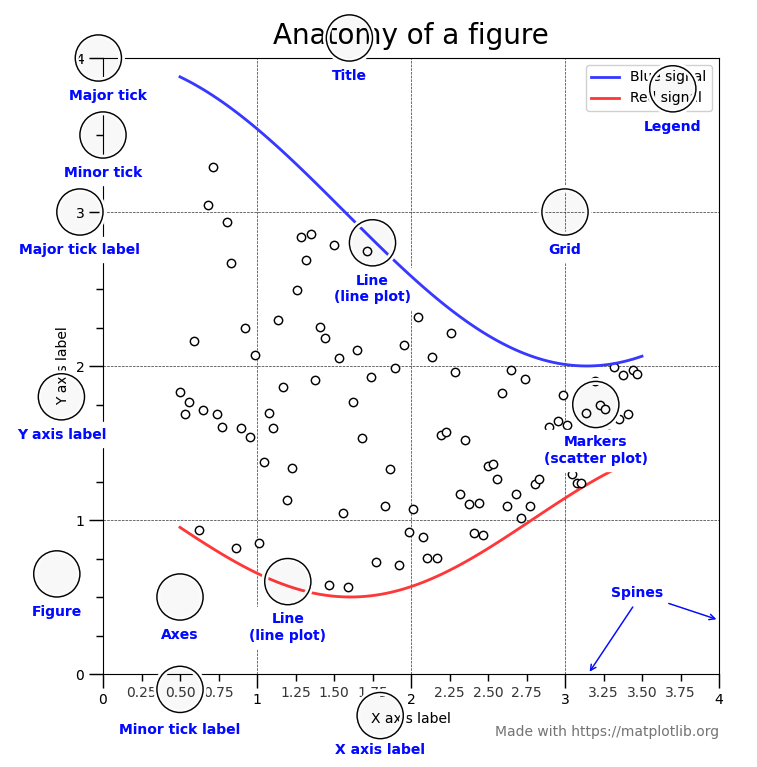 Anatomy of a figure
Title
4
Major tick
Blue signal
Red signal
Legend
Minor tick
3
Major tick label
Grid
Line
(line plot)
Y axis label
2
Y axis label
Markers
(scatter plot)
1
Figure
Axes
Line
(line plot)
Spines
0
0 0.25 0.50 0.75 1 1.25 1.50 1.75 2 2.25 2.50 2.75 3 3.25 3.50 3.75 4
Minor tick label
X axis label
Made with https://matplotlib.org
X axis label